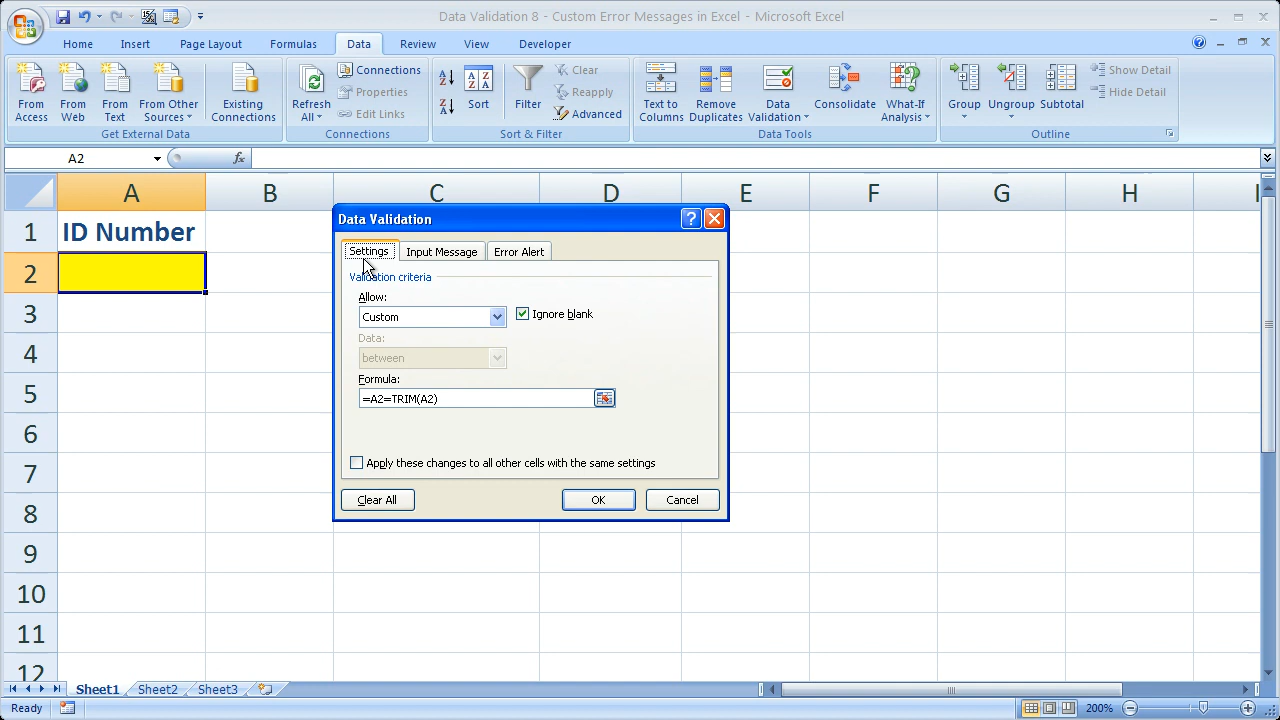 Data Validation 8 - Custom Error Messages in Excel - Microsoft Excel
Home Insert Page Layout Formulas Data Review View Developer
From Access
From Web
From Text
From Other Sources
Existing Connections
Get External Data
Refresh All
Connections
Properties
Edit Links
Connections
Sort
Filter
Clear
Reapply
Advanced
Sort & Filter
Text to Columns
Remove Duplicates
Data Validation
Consolidate
What-If Analysis
Data Tools
Group
Ungroup
Subtotal
Show Detail
Hide Detail
Outline
A2
fx
A B C D E F G H I
1 ID Number
2
3
4
5
6
7
8
9
10
11
12
Data Validation
Settings Input Message Error Alert
Validation criteria
Allow:
Custom
Ignore blank
Data:
between
Formula:
=A2=TRIM(A2)
Apply these changes to all other cells with the same settings
Clear All OK Cancel
Sheet1 Sheet2 Sheet3
Ready
200%